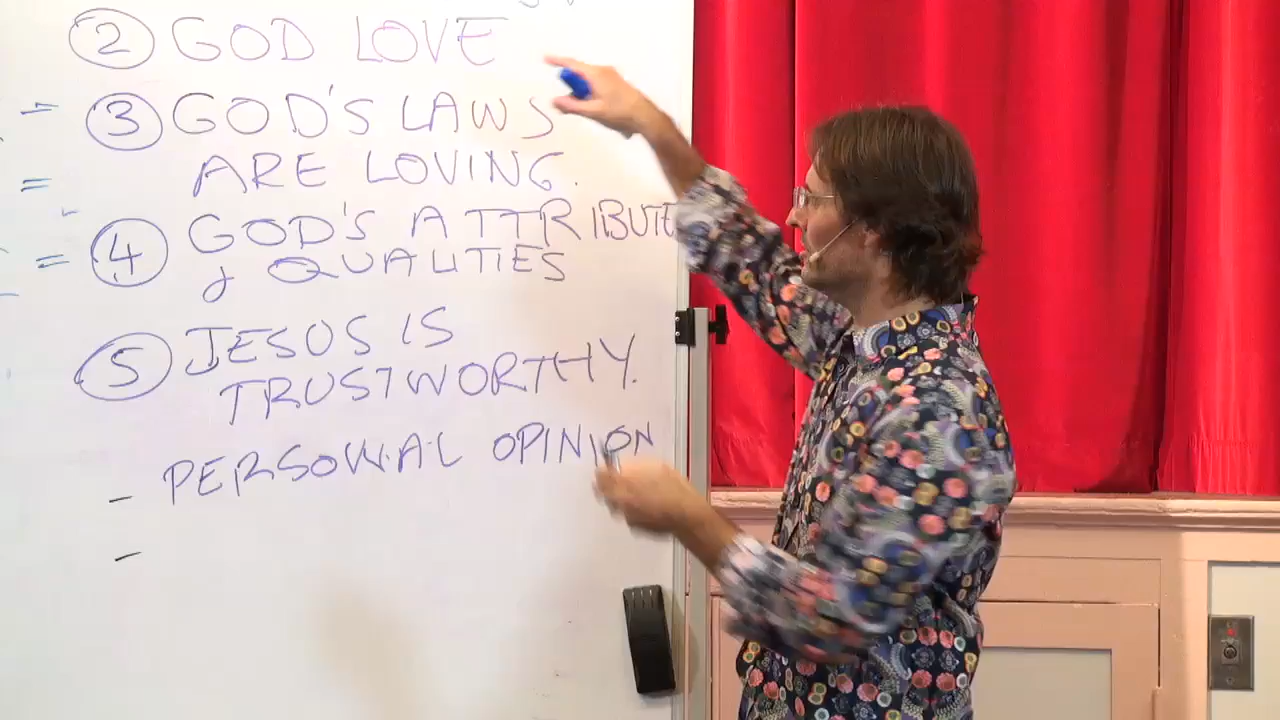 ② GOD LOVE
= ③ GOD'S LAWS
= ARE LOVING.
= ④ GOD'S ATTRIBUTE
& QUALITIES
⑤ JESUS IS
TRUSTWORTHY.
- PERSONAL OPINION
-